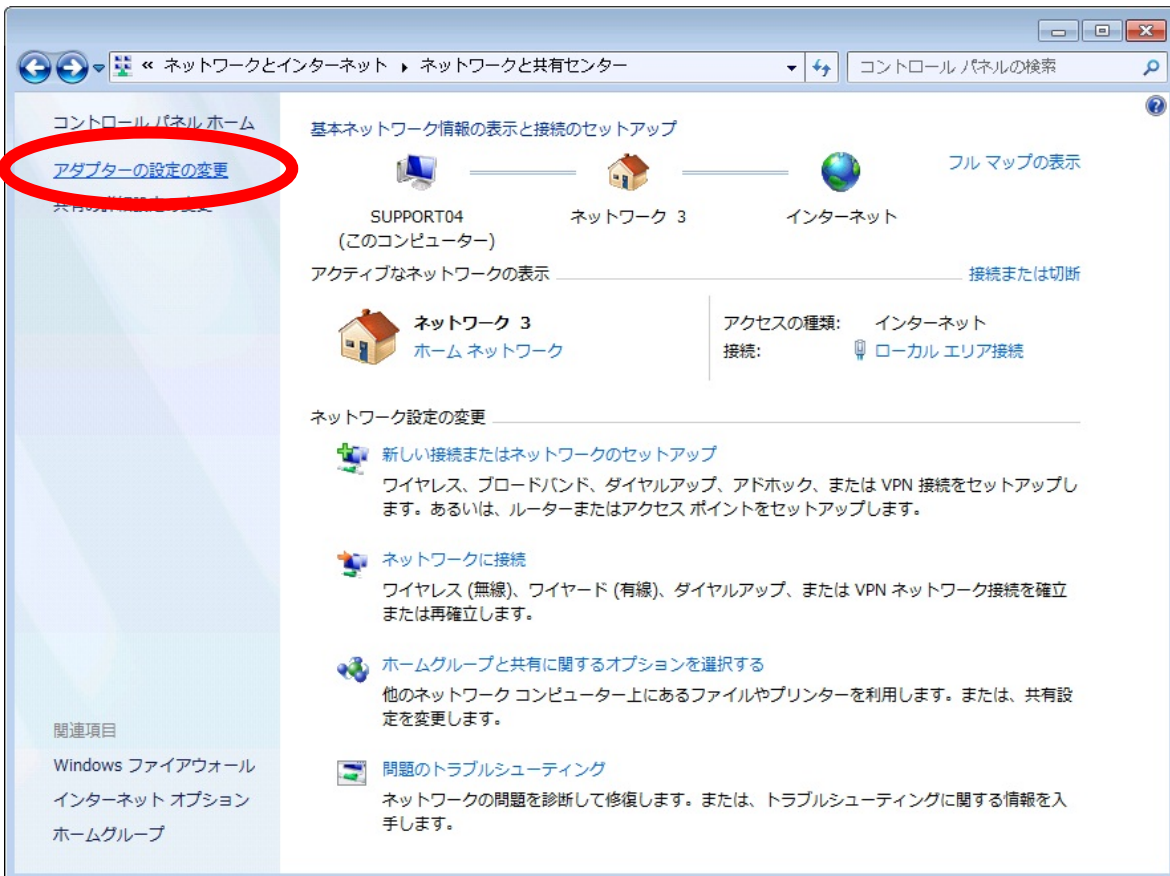 « ネットワークとインターネット ▸ ネットワークと共有センター
コントロール パネルの検索
コントロール パネル ホーム
アダプターの設定の変更
共有の詳細設定の変更
基本ネットワーク情報の表示と接続のセットアップ
フル マップの表示
SUPPORT04
(このコンピューター)
ネットワーク 3
インターネット
アクティブなネットワークの表示
接続または切断
ネットワーク 3
ホーム ネットワーク
アクセスの種類: インターネット
接続: ローカル エリア接続
ネットワーク設定の変更
新しい接続またはネットワークのセットアップ
ワイヤレス、ブロードバンド、ダイヤルアップ、アドホック、または VPN 接続をセットアップし
ます。あるいは、ルーターまたはアクセス ポイントをセットアップします。
ネットワークに接続
ワイヤレス (無線)、ワイヤード (有線)、ダイヤルアップ、または VPN ネットワーク接続を確立
または再確立します。
ホームグループと共有に関するオプションを選択する
他のネットワーク コンピューター上にあるファイルやプリンターを利用します。または、共有設
定を変更します。
問題のトラブルシューティング
ネットワークの問題を診断して修復します。または、トラブルシューティングに関する情報を入
手します。
関連項目
Windows ファイアウォール
インターネット オプション
ホームグループ